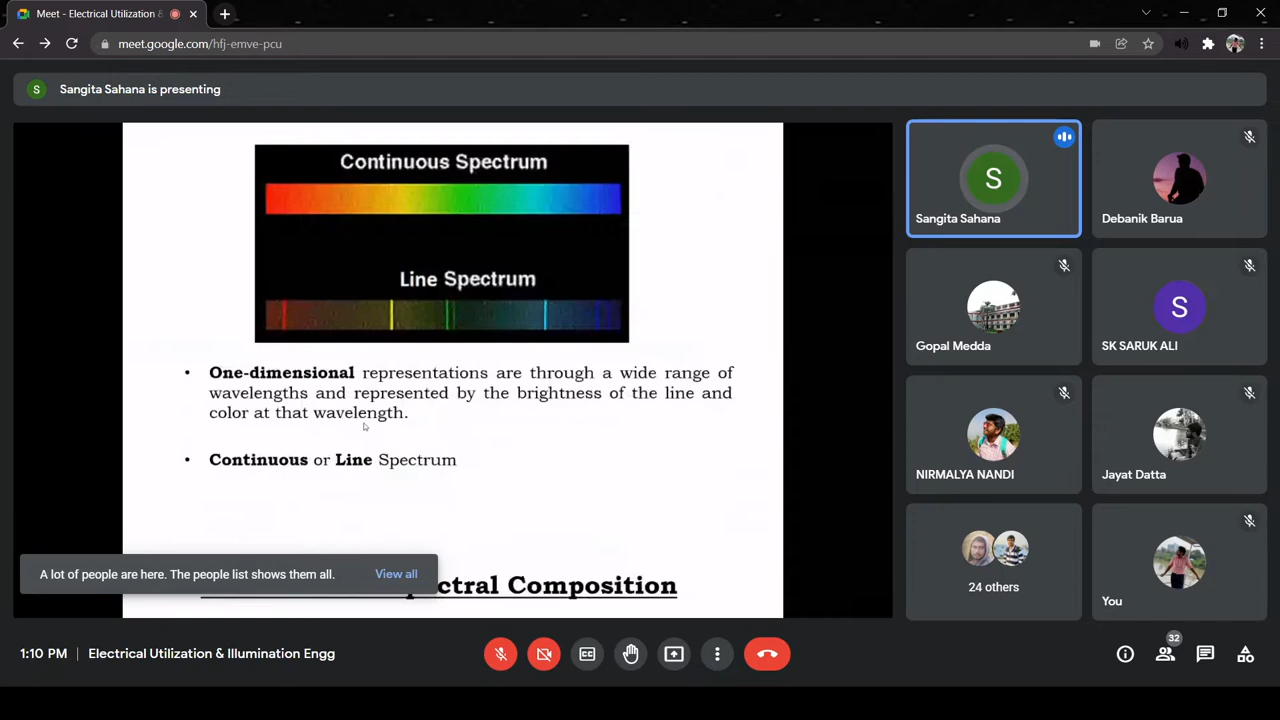 Meet - Electrical Utilization &
meet.google.com/hfj-emve-pcu
S
Sangita Sahana is presenting
Continuous Spectrum
Line Spectrum
• One-dimensional representations are through a wide range of
wavelengths and represented by the brightness of the line and
color at that wavelength.
• Continuous or Line Spectrum
ctral Composition
A lot of people are here. The people list shows them all.
View all
S
Sangita Sahana
Debanik Barua
Gopal Medda
S
SK SARUK ALI
NIRMALYA NANDI
Jayat Datta
24 others
You
1:10 PM
Electrical Utilization & Illumination Engg
CC
32